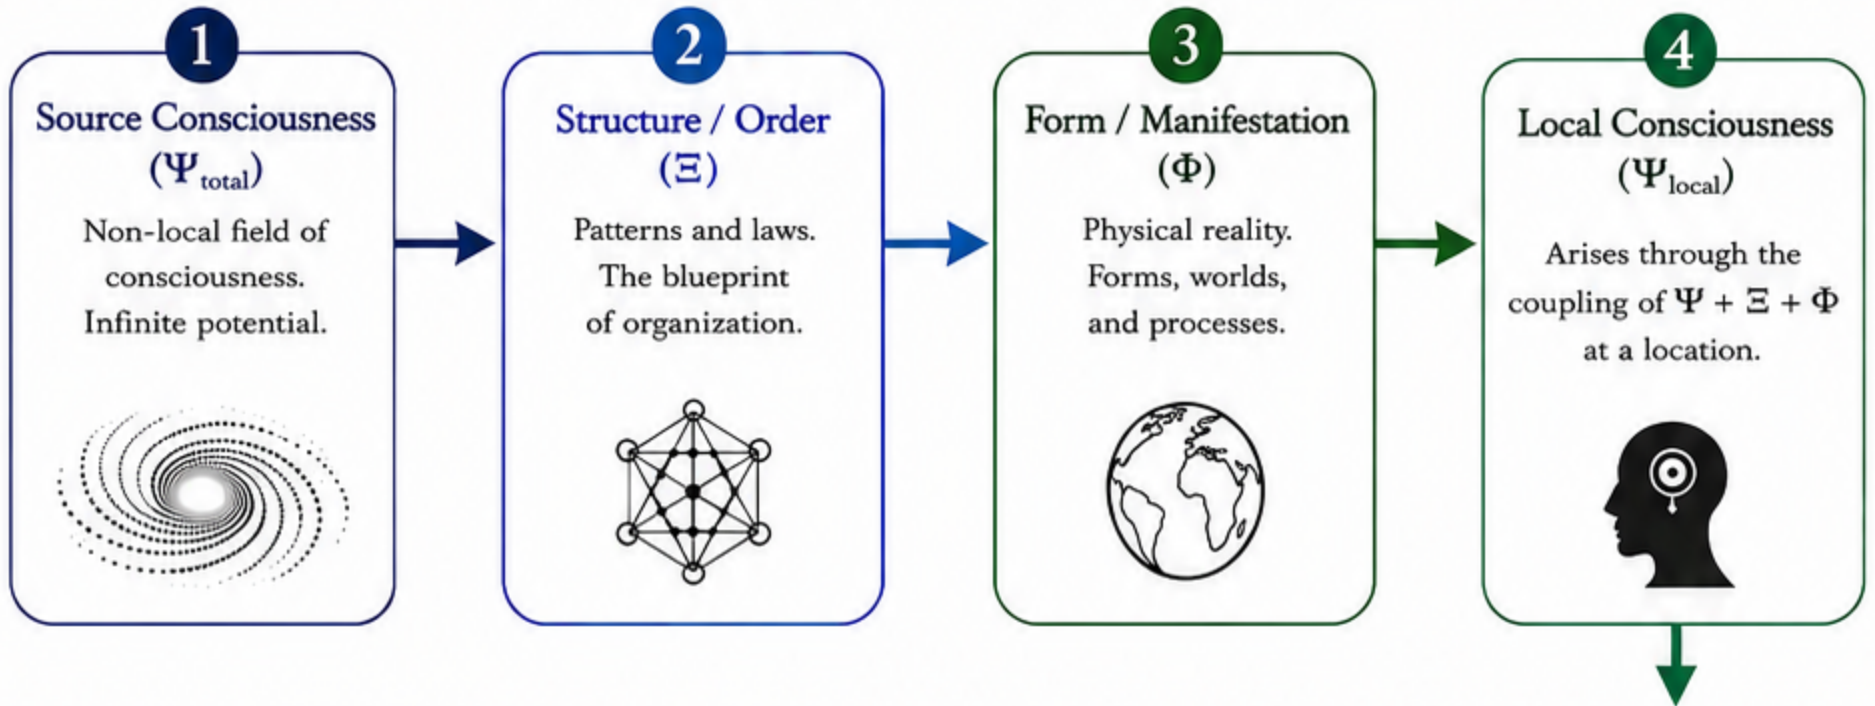 1
Source Consciousness
(Ψtotal)
Non-local field of
consciousness.
Infinite potential.
2
Structure / Order
(Ξ)
Patterns and laws.
The blueprint
of organization.
3
Form / Manifestation
(Φ)
Physical reality.
Forms, worlds,
and processes.
4
Local Consciousness
(Ψlocal)
Arises through the
coupling of Ψ + Ξ + Φ
at a location.